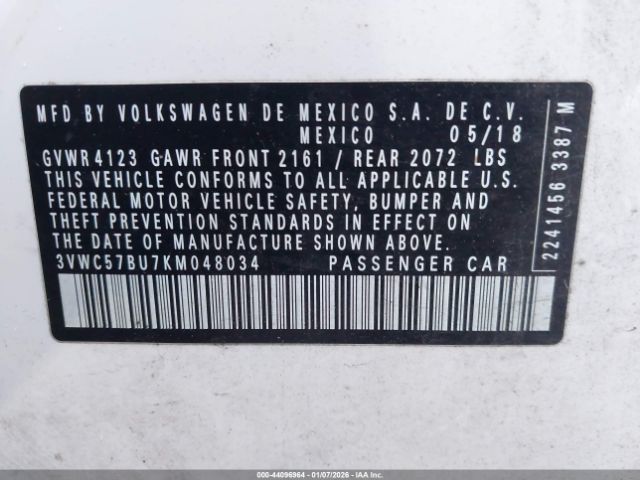 MFD BY VOLKSWAGEN DE MEXICO S.A. DE C.V.
MEXICO 05/18
GVWR 4123 GAWR FRONT 2161 / REAR 2072 LBS
THIS VEHICLE CONFORMS TO ALL APPLICABLE U.S.
FEDERAL MOTOR VEHICLE SAFETY, BUMPER AND
THEFT PREVENTION STANDARDS IN EFFECT ON
THE DATE OF MANUFACTURE SHOWN ABOVE.
3VWC57BU7KM048034 PASSENGER CAR
2241456 3387 M
000-44096964 | 01/07/2026 | IAAI.COM